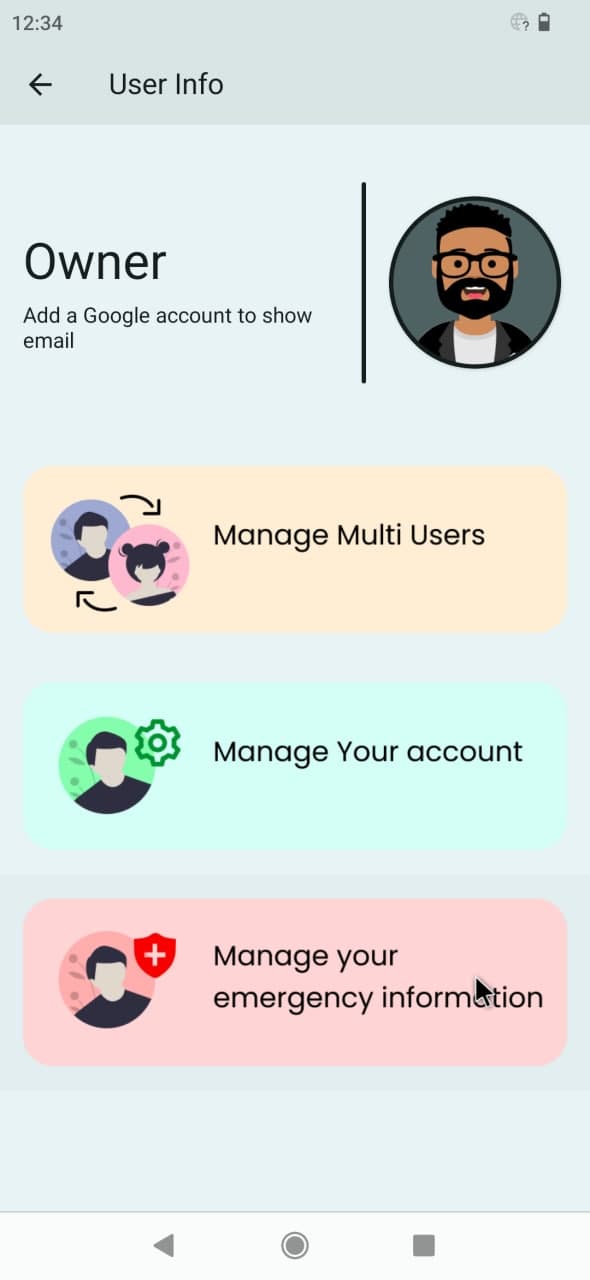 12:34
User Info
Owner
Add a Google account to show
email
Manage Multi Users
Manage Your account
Manage your
emergency information